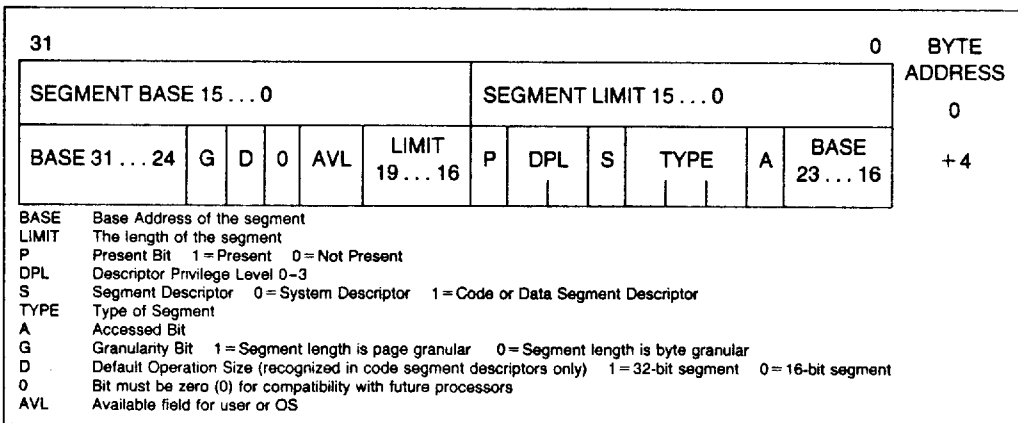 31 0 BYTE ADDRESS
SEGMENT BASE 15 . . . 0 SEGMENT LIMIT 15 . . . 0 0
BASE 31 . . . 24 G D 0 AVL LIMIT 19 . . . 16 P DPL S TYPE A BASE 23 . . . 16 +4
BASE Base Address of the segment
LIMIT The length of the segment
P Present Bit 1 = Present 0 = Not Present
DPL Descriptor Privilege Level 0–3
S Segment Descriptor 0 = System Descriptor 1 = Code or Data Segment Descriptor
TYPE Type of Segment
A Accessed Bit
G Granularity Bit 1 = Segment length is page granular 0 = Segment length is byte granular
D Default Operation Size (recognized in code segment descriptors only) 1 = 32-bit segment 0 = 16-bit segment
0 Bit must be zero (0) for compatibility with future processors
AVL Available field for user or OS